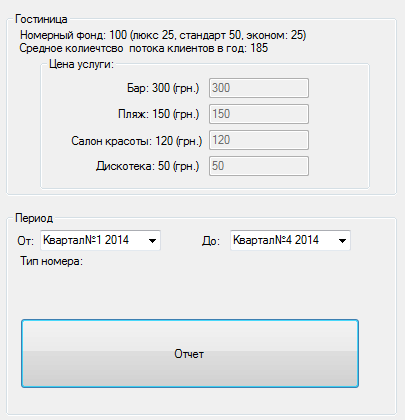 Гостиница
Номерный фонд: 100 (люкс 25, стандарт 50, эконом: 25)
Средное колиечтсво потока клиентов в год: 185
Цена услуги:
Бар: 300 (грн.) 300
Пляж: 150 (грн.) 150
Салон красоты: 120 (грн.) 120
Дискотека: 50 (грн.) 50
Период
От: Квартал№1 2014 До: Квартал№4 2014
Тип номера:
Отчет